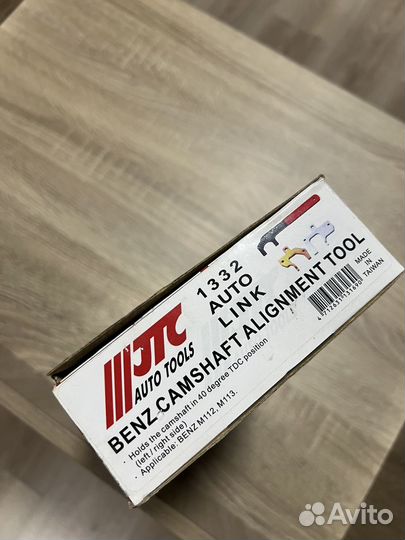 JTC
AUTO TOOLS
1332
AUTO
LINK
BENZ CAMSHAFT ALIGNMENT TOOL
· Holds the camshaft in 40 degree TDC position
(left / right side)
· Applicable: BENZ M112, M113.
MADE
IN
TAIWAN
Avito